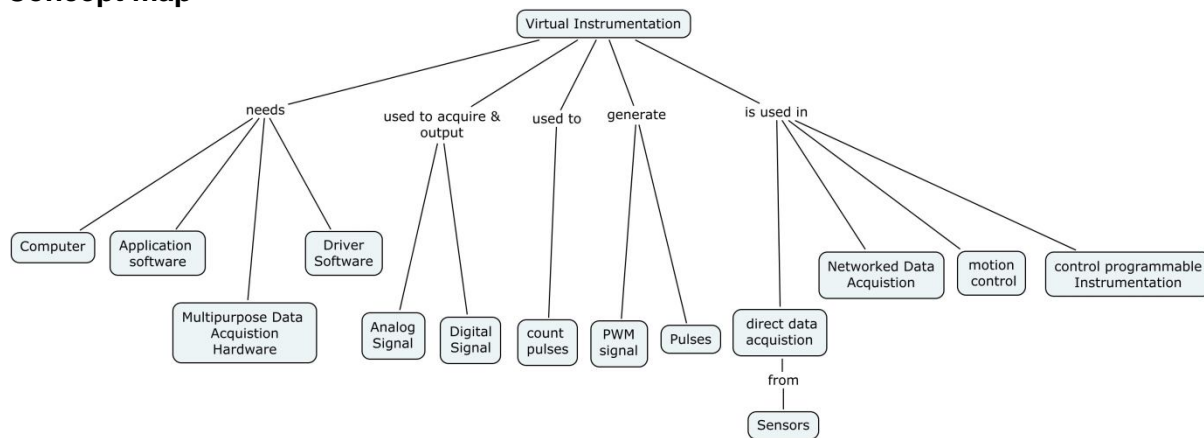 Concept Map
Virtual Instrumentation
needs
used to acquire &
output
used to
generate
is used in
Computer
Application
software
Multipurpose Data
Acquistion
Hardware
Driver
Software
Analog
Signal
Digital
Signal
count
pulses
PWM
signal
Pulses
direct data
acquistion
from
Sensors
Networked Data
Acquistion
motion
control
control programmable
Instrumentation